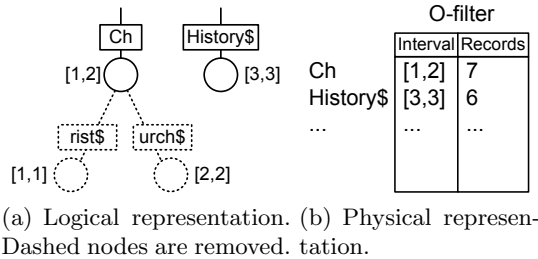 Ch
History$
[1,2]
[3,3]
rist$
urch$
[1,1]
[2,2]
O-filter
Interval Records
Ch [1,2] 7
History$ [3,3] 6
... ... ...
(a) Logical representation. Dashed nodes are removed.
(b) Physical represen-
tation.